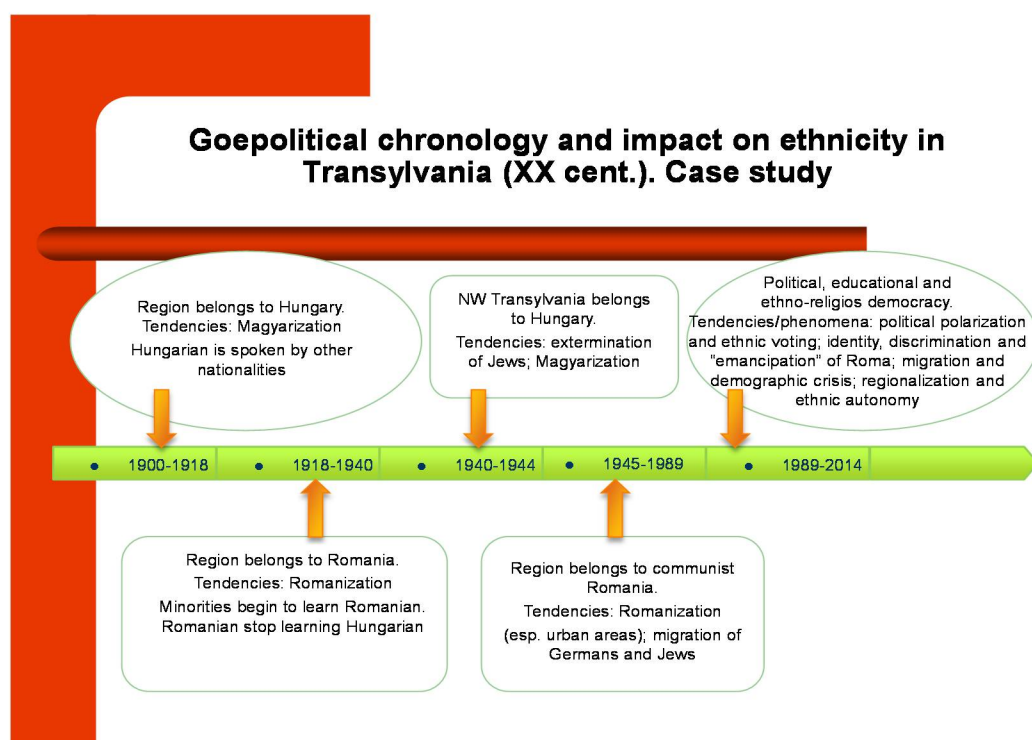 Goepolitical chronology and impact on ethnicity in
Transylvania (XX cent.). Case study
Region belongs to Hungary.
Tendencies: Magyarization
Hungarian is spoken by other
nationalities
NW Transylvania belongs
to Hungary.
Tendencies: extermination
of Jews; Magyarization
Political, educational and
ethno-religios democracy.
Tendencies/phenomena: political polarization
and ethnic voting; identity, discrimination and
"emancipation" of Roma; migration and
demographic crisis; regionalization and
ethnic autonomy
• 1900-1918 • 1918-1940 • 1940-1944 • 1945-1989 • 1989-2014
Region belongs to Romania.
Tendencies: Romanization
Minorities begin to learn Romanian.
Romanian stop learning Hungarian
Region belongs to communist
Romania.
Tendencies: Romanization
(esp. urban areas); migration of
Germans and Jews